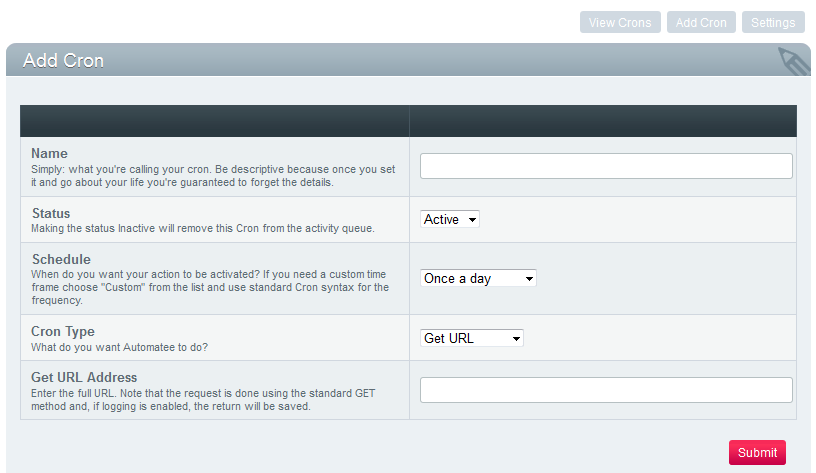 View Crons Add Cron Settings
Add Cron
Name
Simply: what you're calling your cron. Be descriptive because once you set
it and go about your life you're guaranteed to forget the details.
Status
Making the status Inactive will remove this Cron from the activity queue.
Active
Schedule
When do you want your action to be activated? If you need a custom time
frame choose "Custom" from the list and use standard Cron syntax for the
frequency.
Once a day
Cron Type
What do you want Automatee to do?
Get URL
Get URL Address
Enter the full URL. Note that the request is done using the standard GET
method and, if logging is enabled, the return will be saved.
Submit